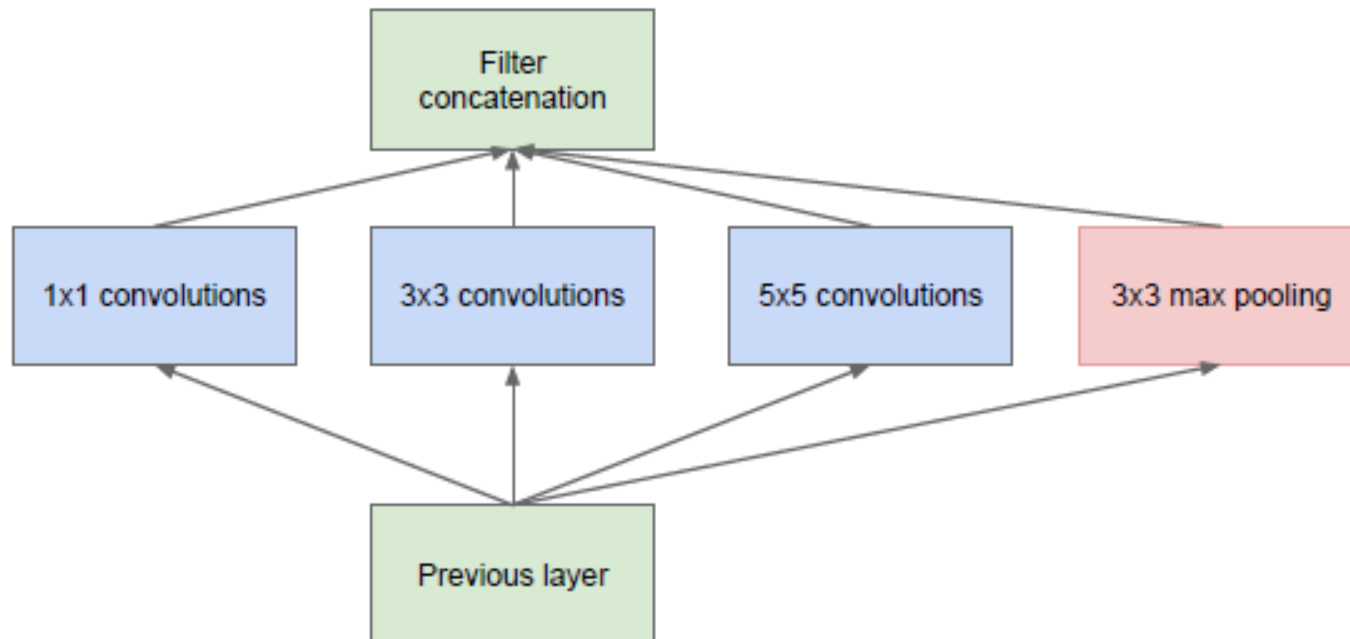 Filter
concatenation
1x1 convolutions
3x3 convolutions
5x5 convolutions
3x3 max pooling
Previous layer